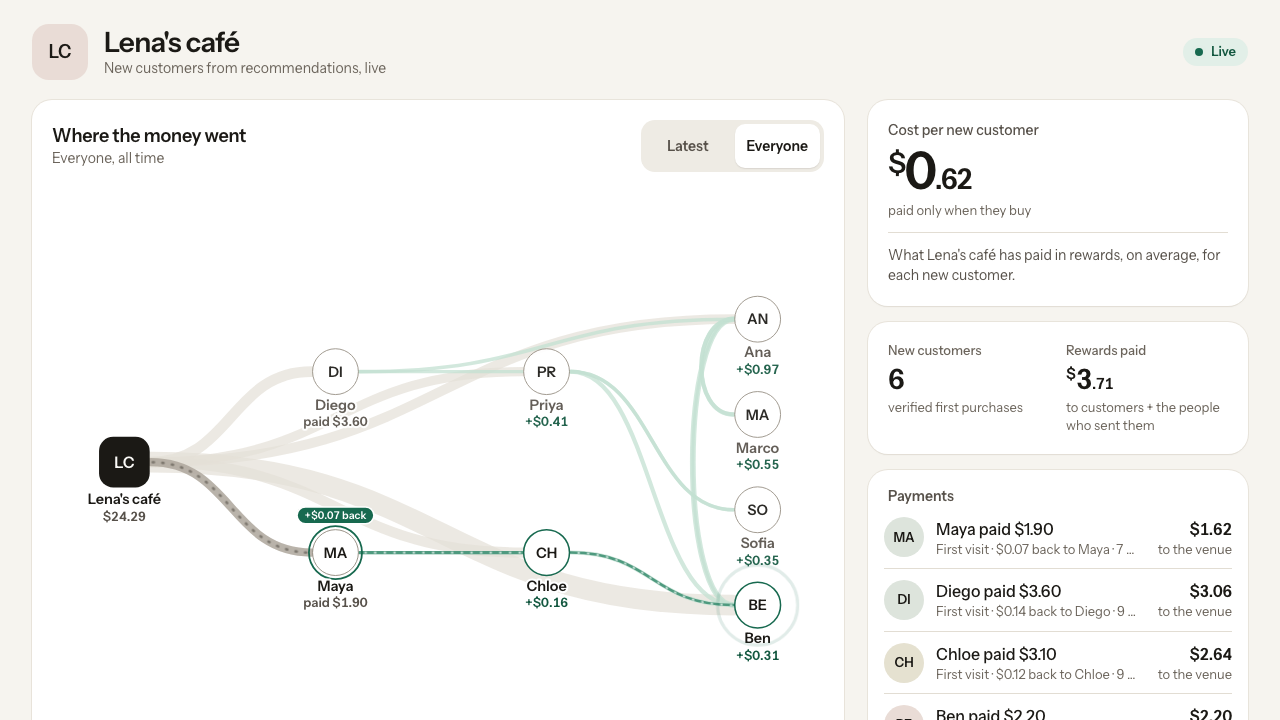 LC
Lena's café
New customers from recommendations, live
Live
Where the money went
Everyone, all time
Latest
Everyone
AN
Ana
+$0.97
DI
Diego
paid $3.60
PR
Priya
+$0.41
MA
Marco
+$0.55
LC
Lena's café
$24.29
SO
Sofia
+$0.35
+$0.07 back
MA
Maya
paid $1.90
CH
Chloe
+$0.16
BE
Ben
+$0.31
Cost per new customer
$0.62
paid only when they buy
What Lena's café has paid in rewards, on average, for
each new customer.
New customers
6
verified first purchases
Rewards paid
$3.71
to customers + the people
who sent them
Payments
MA
Maya paid $1.90
$1.62
First visit · $0.07 back to Maya · 7 ...
to the venue
DI
Diego paid $3.60
$3.06
First visit · $0.14 back to Diego · 9 ...
to the venue
CH
Chloe paid $3.10
$2.64
First visit · $0.12 back to Chloe · 9 ...
to the venue
Ben paid $2.20
$2.20